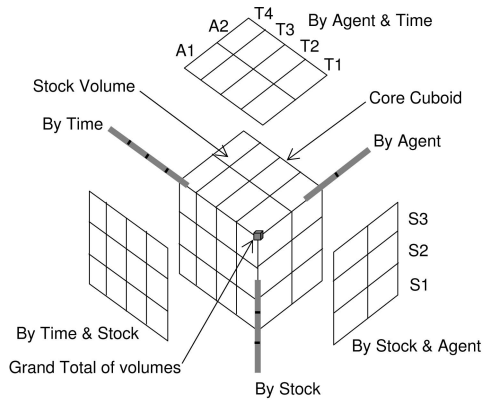 T4
By Agent & Time
A2
T3
A1
T2
T1
Stock Volume
Core Cuboid
By Time
By Agent
S3
S2
S1
By Time & Stock
By Stock & Agent
Grand Total of volumes
By Stock